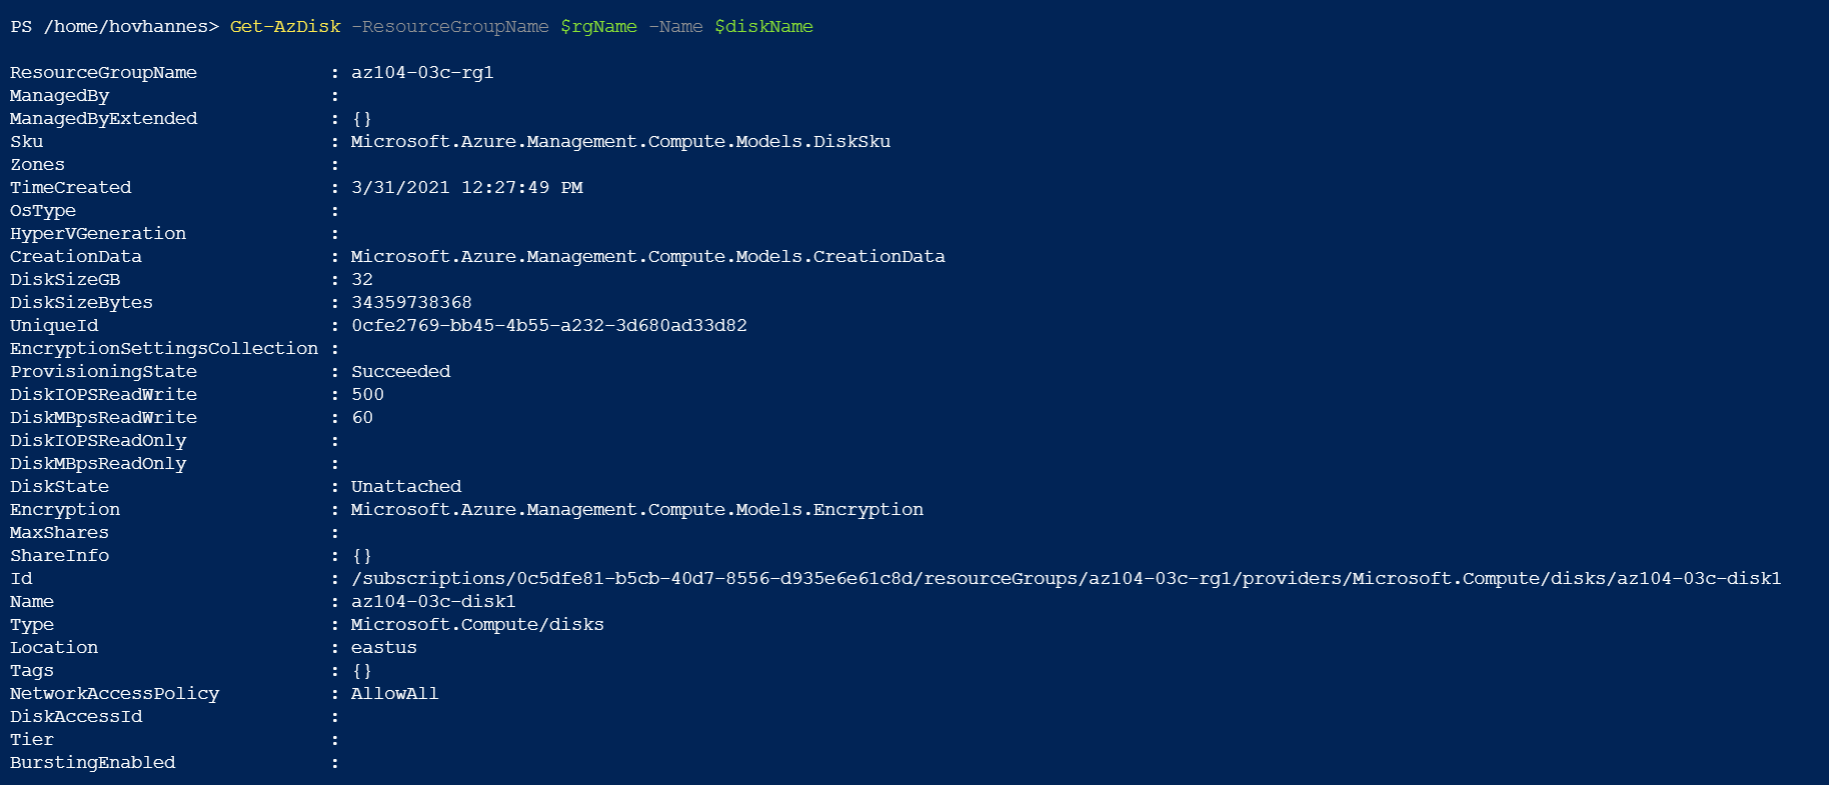 PS /home/hovhannes> Get-AzDisk -ResourceGroupName $rgName -Name $diskName
ResourceGroupName : az104-03c-rg1
ManagedBy :
ManagedByExtended : {}
Sku : Microsoft.Azure.Management.Compute.Models.DiskSku
Zones :
TimeCreated : 3/31/2021 12:27:49 PM
OsType :
HyperVGeneration :
CreationData : Microsoft.Azure.Management.Compute.Models.CreationData
DiskSizeGB : 32
DiskSizeBytes : 34359738368
UniqueId : 0cfe2769-bb45-4b55-a232-3d680ad33d82
EncryptionSettingsCollection :
ProvisioningState : Succeeded
DiskIOPSReadWrite : 500
DiskMBpsReadWrite : 60
DiskIOPSReadOnly :
DiskMBpsReadOnly :
DiskState : Unattached
Encryption : Microsoft.Azure.Management.Compute.Models.Encryption
MaxShares :
ShareInfo : {}
Id : /subscriptions/0c5dfe81-b5cb-40d7-8556-d935e6e61c8d/resourceGroups/az104-03c-rg1/providers/Microsoft.Compute/disks/az104-03c-disk1
Name : az104-03c-disk1
Type : Microsoft.Compute/disks
Location : eastus
Tags : {}
NetworkAccessPolicy : AllowAll
DiskAccessId :
Tier :
BurstingEnabled :